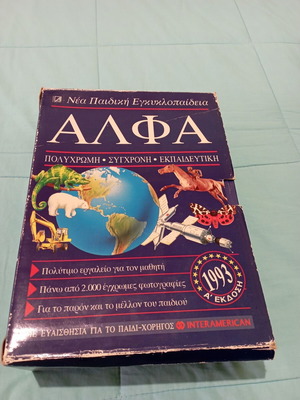 Νέα Παιδική Εγκυκλοπαίδεια
ΑΛΦΑ
ΠΟΛΥΧΡΩΜΗ • ΣΥΓΧΡΟΝΗ • ΕΚΠΑΙΔΕΥΤΙΚΗ
Πολύτιμο εργαλείο για τον μαθητή
Πάνω από 2.000 έγχρωμες φωτογραφίες
Για το παρόν και το μέλλον του παιδιού
1993
Α' ΕΚΔΟΣΗ
ΜΕ ΕΥΑΙΣΘΗΣΙΑ ΓΙΑ ΤΟ ΠΑΙΔΙ-ΧΟΡΗΓΟΣ INTERAMERICAN